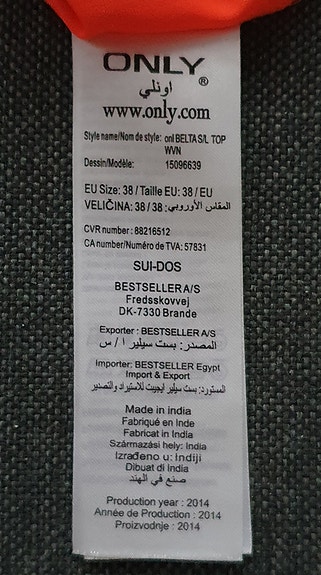 ONLY®
اونلي
www.only.com
Style name/Nom de style: onl BELTA S/L TOP
WVN
Dessin/Modèle: 15096639
EU Size: 38 / Taille EU: 38 / EU
VELIČINA: 38 / 38 :المقاس الأوروبي
CVR number : 88216512
CA number/Numéro de TVA: 57831
SUI-DOS
BESTSELLER A/S
Fredsskovvej
DK-7330 Brande
Exporter : BESTSELLER A/S
المصدر: بست سيلير ا / س
Importer: BESTSELLER Egypt
Import & Export
المستورد: بست سيلير ايجيبت للاستيراد والتصدير
Made in india
Fabriqué en Inde
Fabricat in India
Származási hely: India
Izrađeno u: Indiji
Dibuat di India
صنع في الهند
Production year : 2014
Année de Production : 2014
Proizvodnje : 2014